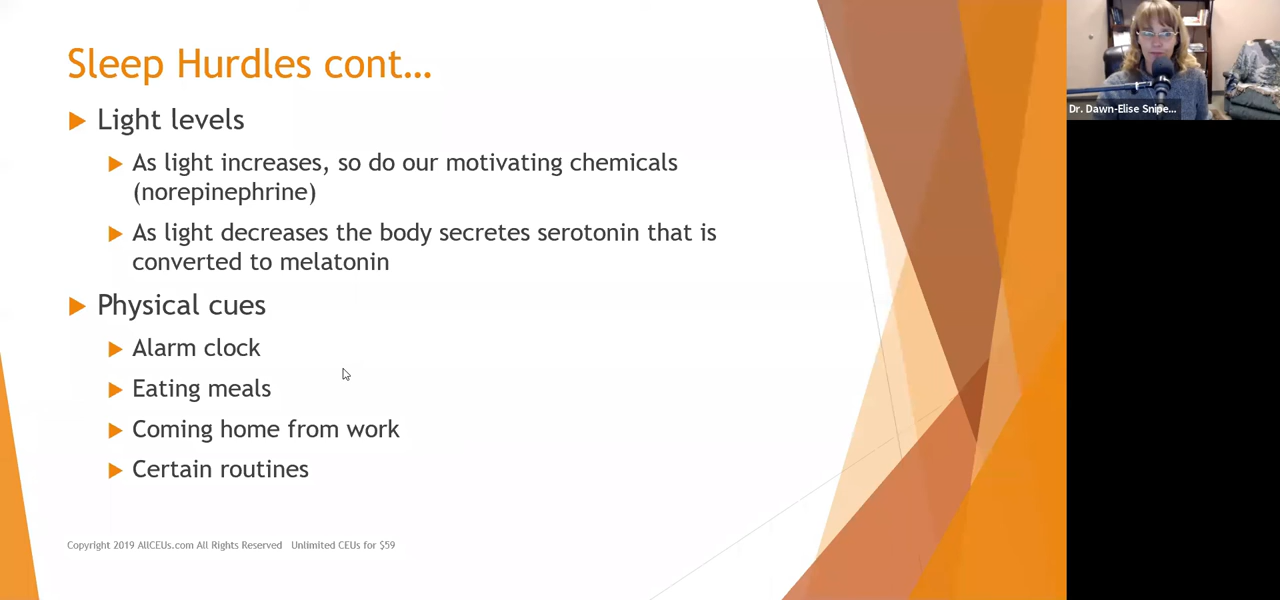 Sleep Hurdles cont...
Light levels
As light increases, so do our motivating chemicals
(norepinephrine)
As light decreases the body secretes serotonin that is
converted to melatonin
Physical cues
Alarm clock
Eating meals
Coming home from work
Certain routines
Copyright 2019 AllCEUs.com All Rights Reserved Unlimited CEUs for $59
Dr. Dawn-Elise Snipe...